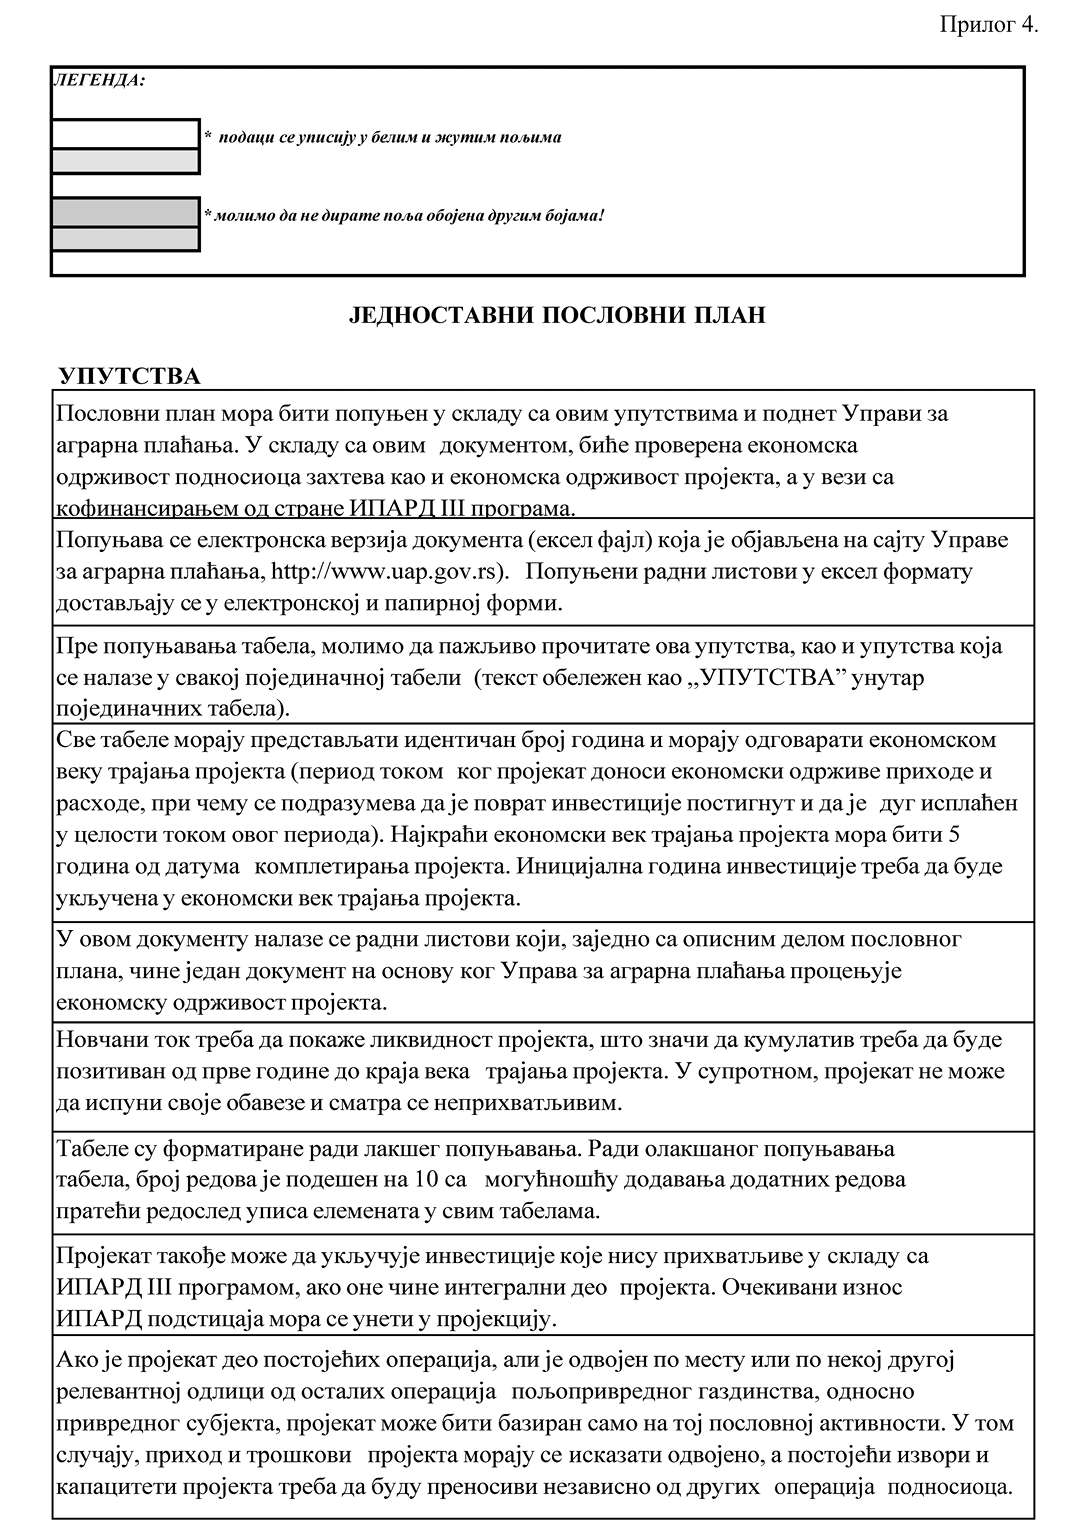 Прилог 4.
ЛЕГЕНДА:
* подаци се уписију у белим и жутим пољима
* молимо да не дирате поља обојена другим бојама!
ЈЕДНОСТАВНИ ПОСЛОВНИ ПЛАН
УПУТСТВА
Пословни план мора бити попуњен у складу са овим упутствима и поднет Управи за
аграрна плаћања. У складу са овим документом, биће проверена економска
одрживост подносиоца захтева као и економска одрживост пројекта, а у вези са
кофинансирањем од стране ИПАРД III програма.
Попуњава се електронска верзија документа (ексел фајл) која је објављена на сајту Управе
за аграрна плаћања, http://www.uap.gov.rs). Попуњени радни листови у ексел формату
достављају се у електронској и папирној форми.
Пре попуњавања табела, молимо да пажљиво прочитате ова упутства, као и упутства која
се налазе у свакој појединачној табели (текст обележен као ,,УПУТСТВА” унутар
појединачних табела).
Све табеле морају представљати идентичан број година и морају одговарати економском
веку трајања пројекта (период током ког пројекат доноси економски одрживе приходе и
расходе, при чему се подразумева да је поврат инвестиције постигнут и да је дуг исплаћен
у целости током овог периода). Најкраћи економски век трајања пројекта мора бити 5
година од датума комплетирања пројекта. Иницијална година инвестиције треба да буде
укључена у економски век трајања пројекта.
У овом документу налазе се радни листови који, заједно са описним делом пословног
плана, чине један документ на основу ког Управа за аграрна плаћања процењује
економску одрживост пројекта.
Новчани ток треба да покаже ликвидност пројекта, што значи да кумулатив треба да буде
позитиван од прве године до краја века трајања пројекта. У супротном, пројекат не може
да испуни своје обавезе и сматра се неприхватљивим.
Табеле су форматиране ради лакшег попуњавања. Ради олакшаног попуњавања
табела, број редова је подешен на 10 са могућношћу додавања додатних редова
пратећи редослед уписа елемената у свим табелама.
Пројекат такође може да укључује инвестиције које нису прихватљиве у складу са
ИПАРД III програмом, ако оне чине интегрални део пројекта. Очекивани износ
ИПАРД подстицаја мора се унети у пројекцију.
Ако је пројекат део постојећих операција, али је одвојен по месту или по некој другој
релевантној одлици од осталих операција пољопривредног газдинства, односно
привредног субјекта, пројекат може бити базиран само на тој пословној активности. У том
случају, приход и трошкови пројекта морају се исказати одвојено, а постојећи извори и
капацитети пројекта треба да буду преносиви независно од других операција подносиоца.